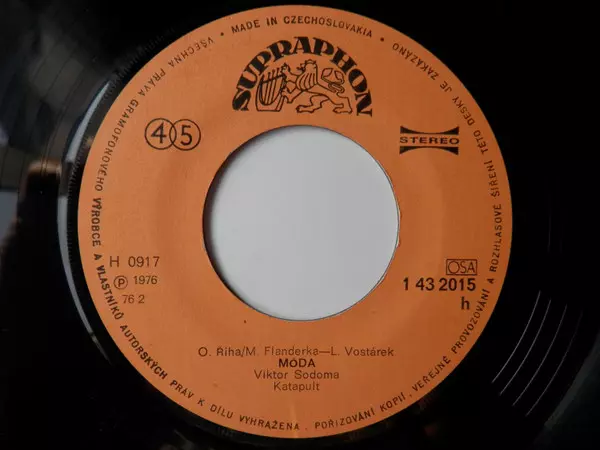 VŠECHNA PRÁVA GRAMOFONOVÉHO VÝROBCE A VLASTNÍKŮ AUTORSKÝCH PRÁV K DÍLU VYHRAŽENA. POŘIZOVÁNÍ KOPIÍ, VEŘEJNÉ PROVOZOVÁNÍ A ROZHLASOVÉ ŠÍŘENÍ TÉTO DESKY JE ZAKÁZÁNO • MADE IN CZECHOSLOVAKIA •
SUPRAPHON
45
STEREO
H 0917
OSA
Ⓟ 1976
1 43 2015
76 2
h
O. Říha/M. Flanderka—L. Vostárek
MÓDA
Viktor Sodoma
Katapult